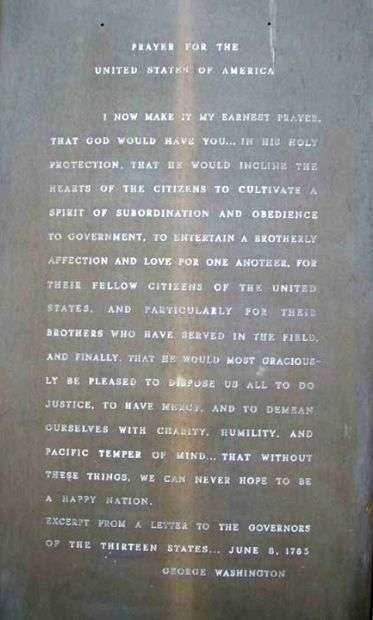 PRAYER FOR THE
UNITED STATES OF AMERICA
I NOW MAKE IT MY EARNEST PRAYER,
THAT GOD WOULD HAVE YOU... IN HIS HOLY
PROTECTION, THAT HE WOULD INCLINE THE
HEARTS OF THE CITIZENS TO CULTIVATE A
SPIRIT OF SUBORDINATION AND OBEDIENCE
TO GOVERNMENT, TO ENTERTAIN A BROTHERLY
AFFECTION AND LOVE FOR ONE ANOTHER, FOR
THEIR FELLOW CITIZENS OF THE UNITED
STATES, AND PARTICULARLY FOR THEIR
BROTHERS WHO HAVE SERVED IN THE FIELD,
AND FINALLY, THAT HE WOULD MOST GRACIOUS-
LY BE PLEASED TO DISPOSE US ALL TO DO
JUSTICE, TO HAVE MERCY, AND TO DEMEAN
OURSELVES WITH CHARITY, HUMILITY, AND
PACIFIC TEMPER OF MIND... THAT WITHOUT
THESE THINGS, WE CAN NEVER HOPE TO BE
A HAPPY NATION.
EXCERPT FROM A LETTER TO THE GOVERNORS
OF THE THIRTEEN STATES... JUNE 8, 1785
GEORGE WASHINGTON